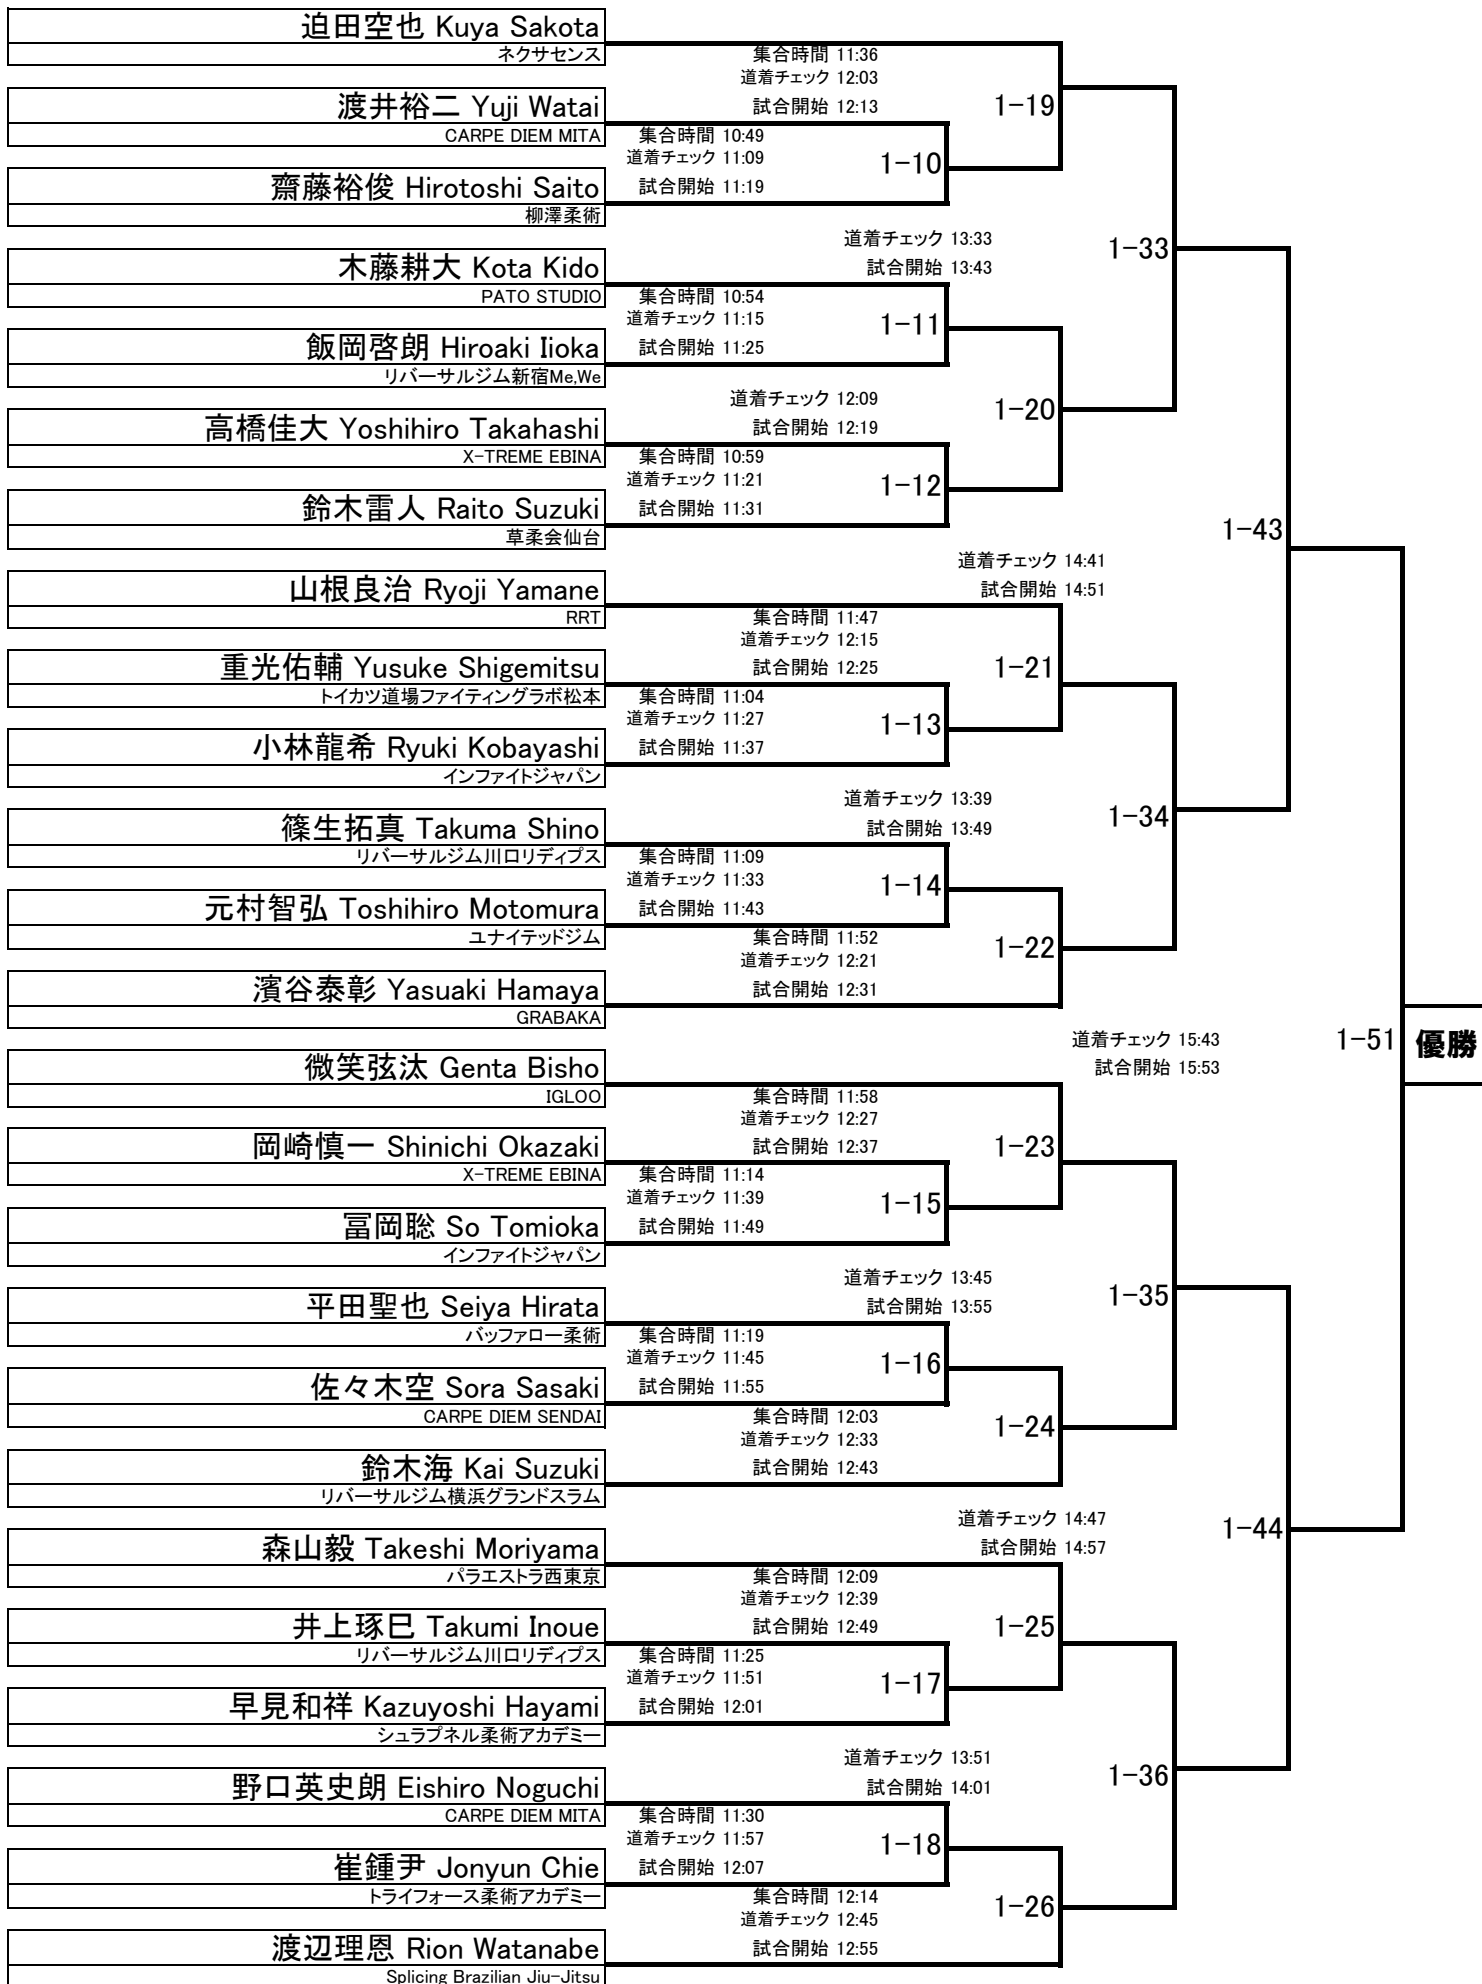 迫田空也 Kuya Sakota
ネクサセンス
集合時間 11:36
道着チェック 12:03
試合開始 12:13
1-19
渡井裕二 Yuji Watai
CARPE DIEM MITA
集合時間 10:49
道着チェック 11:09
試合開始 11:19
1-10
齋藤裕俊 Hirotoshi Saito
柳澤柔術
道着チェック 13:33
試合開始 13:43
1-33
木藤耕大 Kota Kido
PATO STUDIO
集合時間 10:54
道着チェック 11:15
試合開始 11:25
1-11
飯岡啓朗 Hiroaki Iioka
リバーサルジム新宿Me,We
道着チェック 12:09
試合開始 12:19
1-20
高橋佳大 Yoshihiro Takahashi
X-TREME EBINA
集合時間 10:59
道着チェック 11:21
試合開始 11:31
1-12
鈴木雷人 Raito Suzuki
草柔会仙台
1-43
道着チェック 14:41
試合開始 14:51
山根良治 Ryoji Yamane
RRT
集合時間 11:47
道着チェック 12:15
試合開始 12:25
1-21
重光佑輔 Yusuke Shigemitsu
トイカツ道場ファイティングラボ松本
集合時間 11:04
道着チェック 11:27
試合開始 11:37
1-13
小林龍希 Ryuki Kobayashi
インファイトジャパン
道着チェック 13:39
試合開始 13:49
1-34
篠生拓真 Takuma Shino
リバーサルジム川口リディプス
集合時間 11:09
道着チェック 11:33
試合開始 11:43
1-14
元村智弘 Toshihiro Motomura
ユナイテッドジム
集合時間 11:52
道着チェック 12:21
試合開始 12:31
1-22
濱谷泰彰 Yasuaki Hamaya
GRABAKA
道着チェック 15:43
試合開始 15:53
1-51
優勝
微笑弦汰 Genta Bisho
IGLOO
集合時間 11:58
道着チェック 12:27
試合開始 12:37
1-23
岡崎慎一 Shinichi Okazaki
X-TREME EBINA
集合時間 11:14
道着チェック 11:39
試合開始 11:49
1-15
冨岡聡 So Tomioka
インファイトジャパン
道着チェック 13:45
試合開始 13:55
1-35
平田聖也 Seiya Hirata
バッファロー柔術
集合時間 11:19
道着チェック 11:45
試合開始 11:55
1-16
佐々木空 Sora Sasaki
CARPE DIEM SENDAI
集合時間 12:03
道着チェック 12:33
試合開始 12:43
1-24
鈴木海 Kai Suzuki
リバーサルジム横浜グランドスラム
道着チェック 14:47
試合開始 14:57
1-44
森山毅 Takeshi Moriyama
パラエストラ西東京
集合時間 12:09
道着チェック 12:39
試合開始 12:49
1-25
井上琢巳 Takumi Inoue
リバーサルジム川口リディプス
集合時間 11:25
道着チェック 11:51
試合開始 12:01
1-17
早見和祥 Kazuyoshi Hayami
シュラプネル柔術アカデミー
道着チェック 13:51
試合開始 14:01
1-36
野口英史朗 Eishiro Noguchi
CARPE DIEM MITA
集合時間 11:30
道着チェック 11:57
試合開始 12:07
1-18
崔鍾尹 Jonyun Chie
トライフォース柔術アカデミー
集合時間 12:14
道着チェック 12:45
試合開始 12:55
1-26
渡辺理恩 Rion Watanabe
Splicing Brazilian Jiu-Jitsu